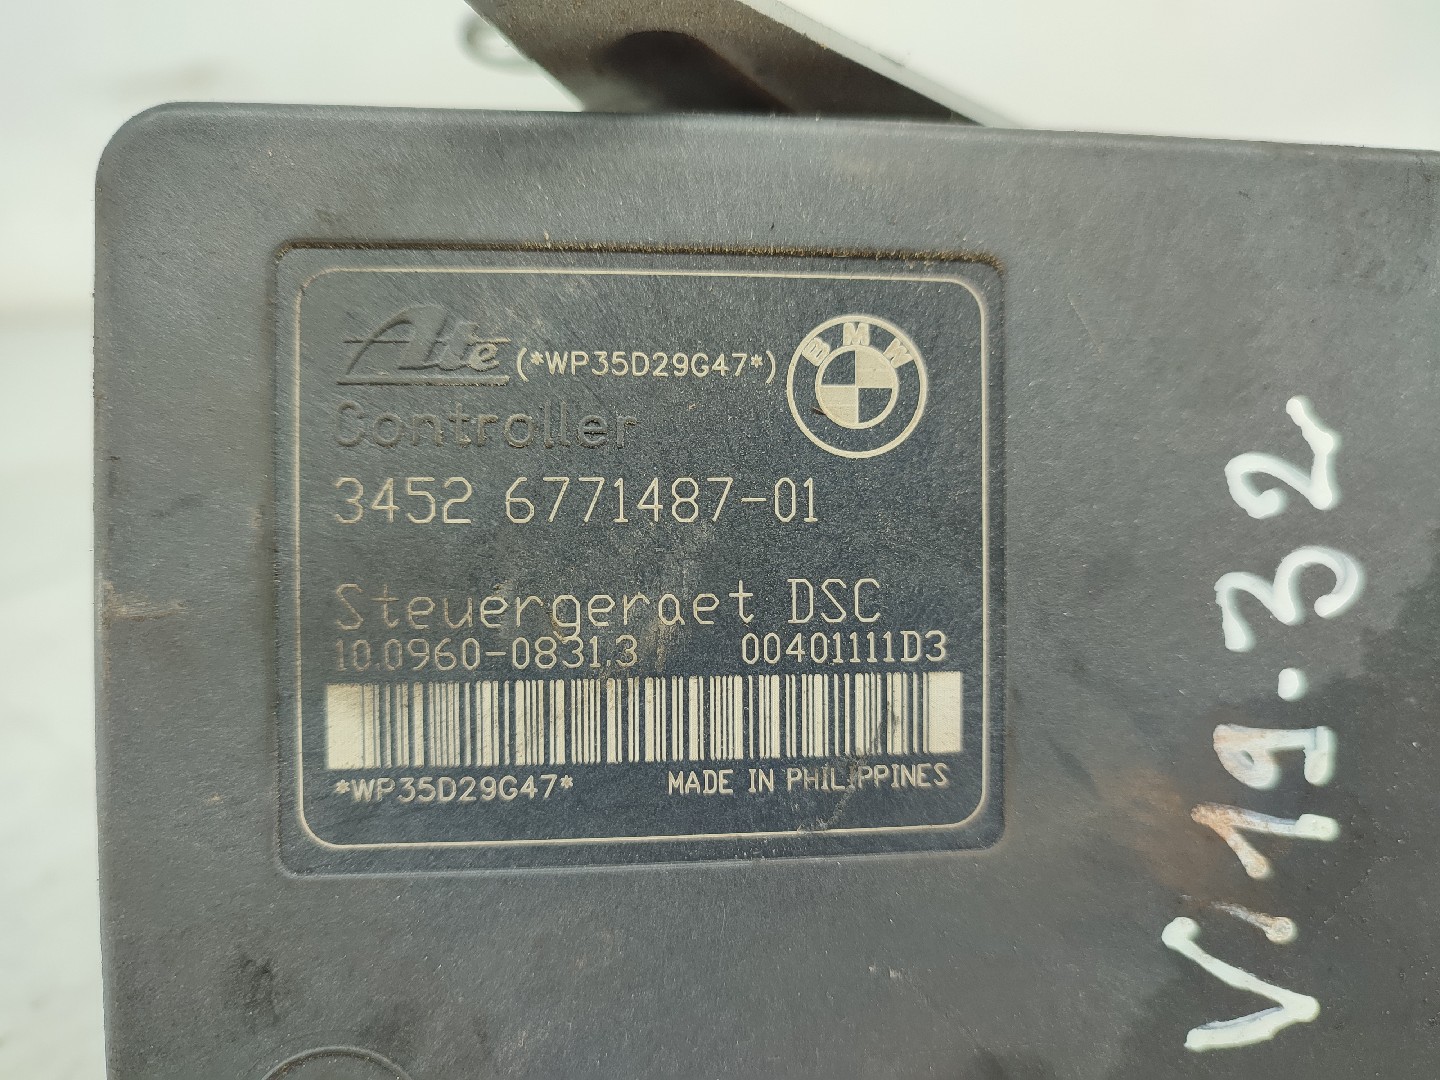 Ate (*WP35D29G47*) BMW
Controller
3452 6771487-01
Steuergeraet DSC
10.0960-0831.3 00401111D3
*WP35D29G47* MADE IN PHILIPPINES
V.19.32